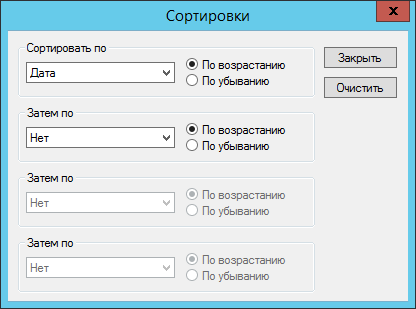 Сортировки
x
Сортировать по
Дата
По возрастанию
По убыванию
Закрыть
Очистить
Затем по
Нет
По возрастанию
По убыванию
Затем по
Нет
По возрастанию
По убыванию
Затем по
Нет
По возрастанию
По убыванию